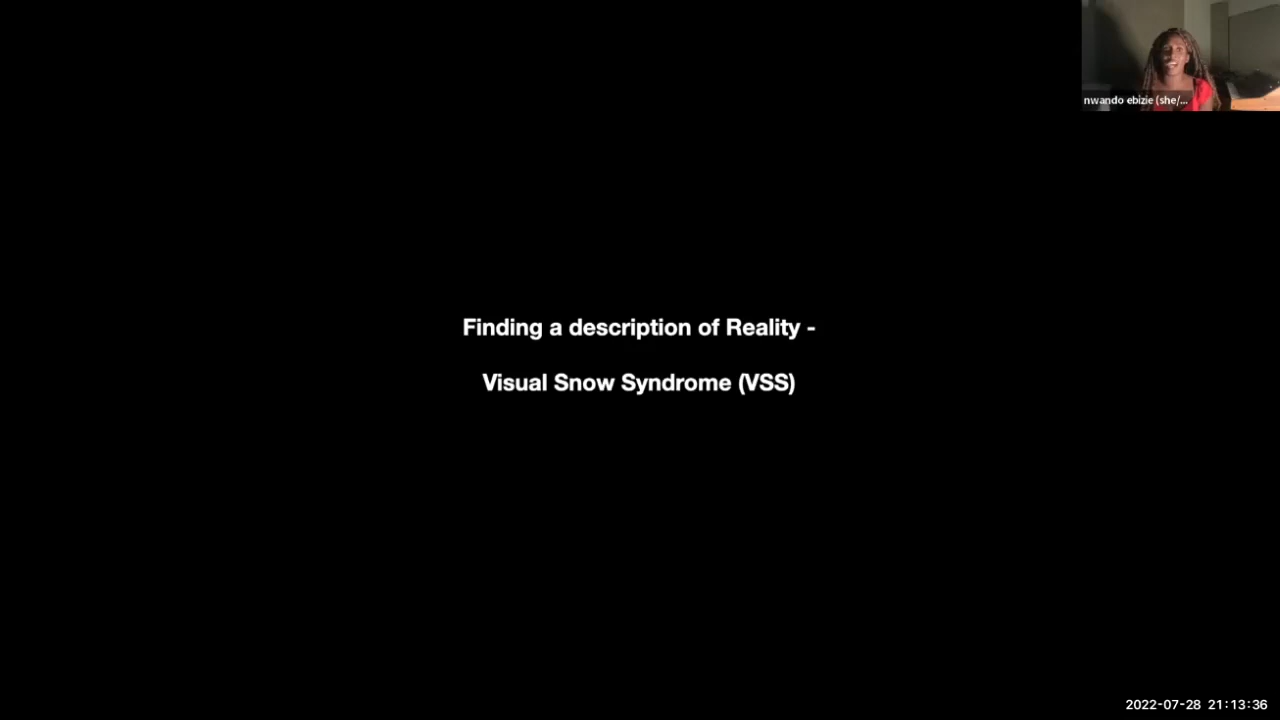 nwando ebizie (she/...
Finding a description of Reality -
Visual Snow Syndrome (VSS)
2022-07-28 21:13:36